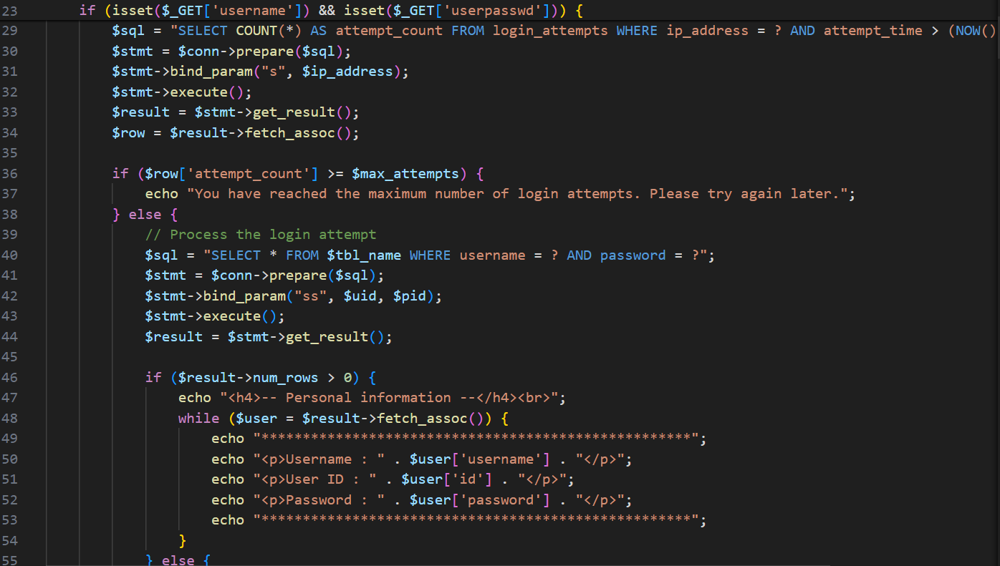 23 if (isset($_GET['username']) && isset($_GET['userpasswd'])) {
29 $sql = "SELECT COUNT(*) AS attempt_count FROM login_attempts WHERE ip_address = ? AND attempt_time > (NOW()
30 $stmt = $conn->prepare($sql);
31 $stmt->bind_param("s", $ip_address);
32 $stmt->execute();
33 $result = $stmt->get_result();
34 $row = $result->fetch_assoc();
35
36 if ($row['attempt_count'] >= $max_attempts) {
37 echo "You have reached the maximum number of login attempts. Please try again later.";
38 } else {
39 // Process the login attempt
40 $sql = "SELECT * FROM $tbl_name WHERE username = ? AND password = ?";
41 $stmt = $conn->prepare($sql);
42 $stmt->bind_param("ss", $uid, $pid);
43 $stmt->execute();
44 $result = $stmt->get_result();
45
46 if ($result->num_rows > 0) {
47 echo "<h4>-- Personal information --</h4><br>";
48 while ($user = $result->fetch_assoc()) {
49 echo "****************************************************";
50 echo "<p>Username : " . $user['username'] . "</p>";
51 echo "<p>User ID : " . $user['id'] . "</p>";
52 echo "<p>Password : " . $user['password'] . "</p>";
53 echo "****************************************************";
54 }
55 } else {